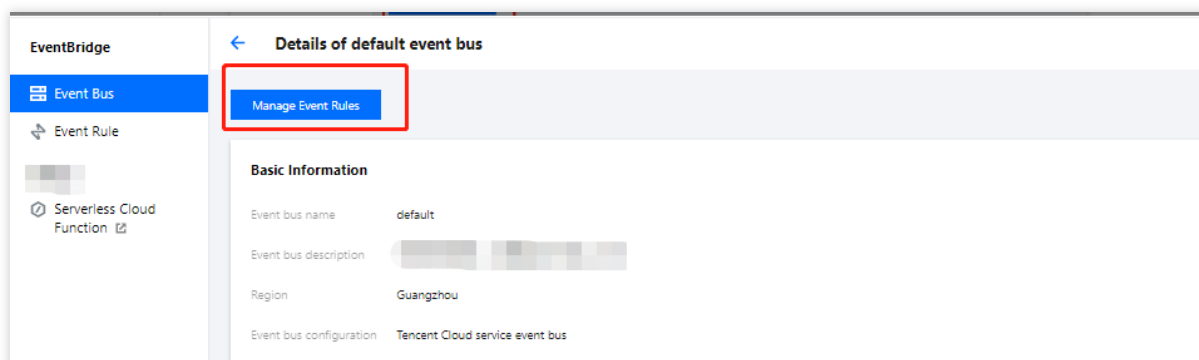 EventBridge
Event Bus
Event Rule
Serverless Cloud
Function
Details of default event bus
Manage Event Rules
Basic Information
Event bus name default
Event bus description
Region Guangzhou
Event bus configuration Tencent Cloud service event bus